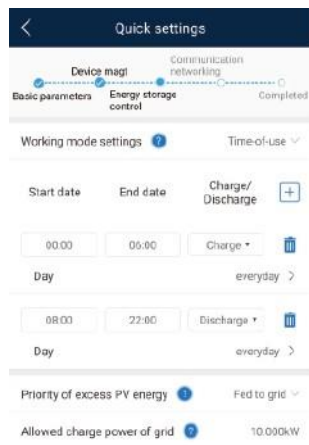 Quick settings
Communication
Device magt networking
Basic parameters Energy storage Completed
control
Working mode settings ? Time-of-use
Start date End date Charge/
Discharge
00:00 06:00 Charge
Day everyday
08:00 22:00 Discharge
Day everyday
Priority of excess PV energy Fed to grid
Allowed charge power of grid ? 10.000kW